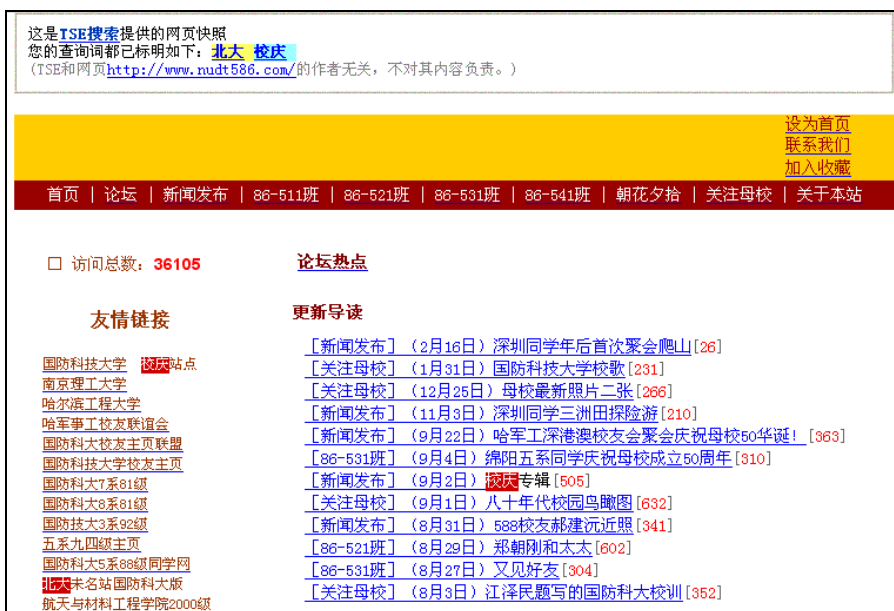 这是TSE搜索提供的网页快照
您的查询词都已标明如下：北大 校庆
(TSE和网页http://www.nudt586.com/的作者无关，不对其内容负责。)
设为首页
联系我们
加入收藏
首页 | 论坛 | 新闻发布 | 86-511班 | 86-521班 | 86-531班 | 86-541班 | 朝花夕拾 | 关注母校 | 关于本站
□ 访问总数：36105
友情链接
国防科技大学 校庆站点
南京理工大学
哈尔滨工程大学
哈军事工校友联谊会
国防科大校友主页联盟
国防科技大学校友主页
国防科大7系81级
国防科大8系81级
国防技大3系92级
五系九四级主页
国防科大5系88级同学网
北大未名站国防科大版
航天与材料工程学院2000级
论坛热点
更新导读
[新闻发布] (2月16日) 深圳同学年后首次聚会爬山[26]
[关注母校] (1月31日) 国防科技大学校歌[231]
[关注母校] (12月25日) 母校最新照片二张[266]
[新闻发布] (11月3日) 深圳同学三洲田探险游[210]
[新闻发布] (9月22日) 哈军工深港澳校友会聚会庆祝母校50华诞！[363]
[86-531班] (9月4日) 绵阳五系同学庆祝母校成立50周年[310]
[新闻发布] (9月2日) 校庆专辑[505]
[关注母校] (9月1日) 八十年代校园鸟瞰图[632]
[新闻发布] (8月31日) 588校友郝建沅近照[341]
[86-521班] (8月29日) 郑朝刚和太太[602]
[86-531班] (8月27日) 又见好友[304]
[关注母校] (8月3日) 江泽民题写的国防科大校训[352]